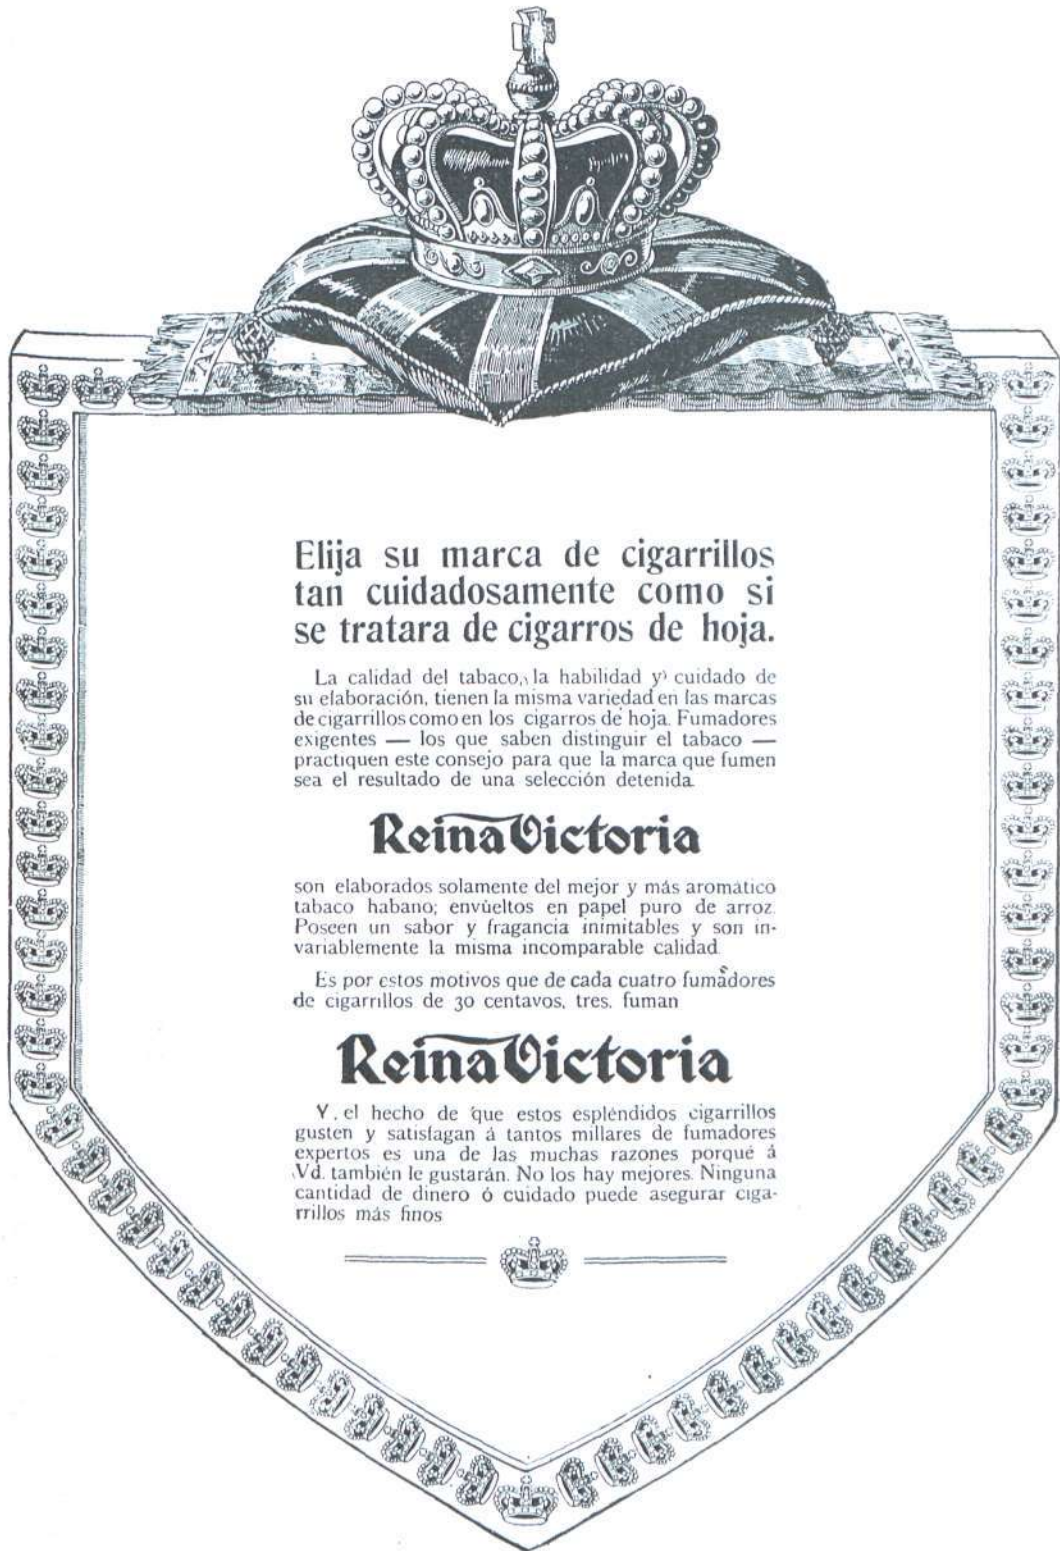 Elija su marca de cigarrillos
tan cuidadosamente como si
se tratara de cigarros de hoja.
La calidad del tabaco, la habilidad y cuidado de
su elaboración, tienen la misma variedad en las marcas
de cigarrillos como en los cigarros de hoja. Fumadores
exigentes — los que saben distinguir el tabaco —
practiquen este consejo para que la marca que fumen
sea el resultado de una selección detenida.
Reina Victoria
son elaborados solamente del mejor y más aromático
tabaco habano; envueltos en papel puro de arroz.
Poseen un sabor y fragancia inimitables y son in-
variablemente la misma incomparable calidad.
Es por estos motivos que de cada cuatro fumadores
de cigarrillos de 30 centavos, tres, fuman
Reina Victoria
Y el hecho de que estos espléndidos cigarrillos
gusten y satisfagan á tantos millares de fumadores
expertos es una de las muchas razones porqué á
Vd. también le gustarán. No los hay mejores. Ninguna
cantidad de dinero ó cuidado puede asegurar ciga-
rrillos más finos